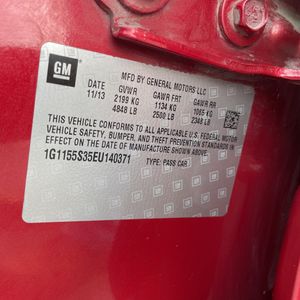 GM
MFD BY GENERAL MOTORS LLC
DATE GVWR GAWR FRT GAWR RR
11/13 2199 KG 1134 KG 1065 KG
4848 LB 2500 LB 2348 LB
THIS VEHICLE CONFORMS TO ALL APPLICABLE U.S. FEDERAL MOTOR
VEHICLE SAFETY, BUMPER, AND THEFT PREVENTION STANDARDS IN
EFFECT ON THE DATE OF MANUFACTURE SHOWN ABOVE.
1G1155S35EU140371 TYPE: PASS CAR